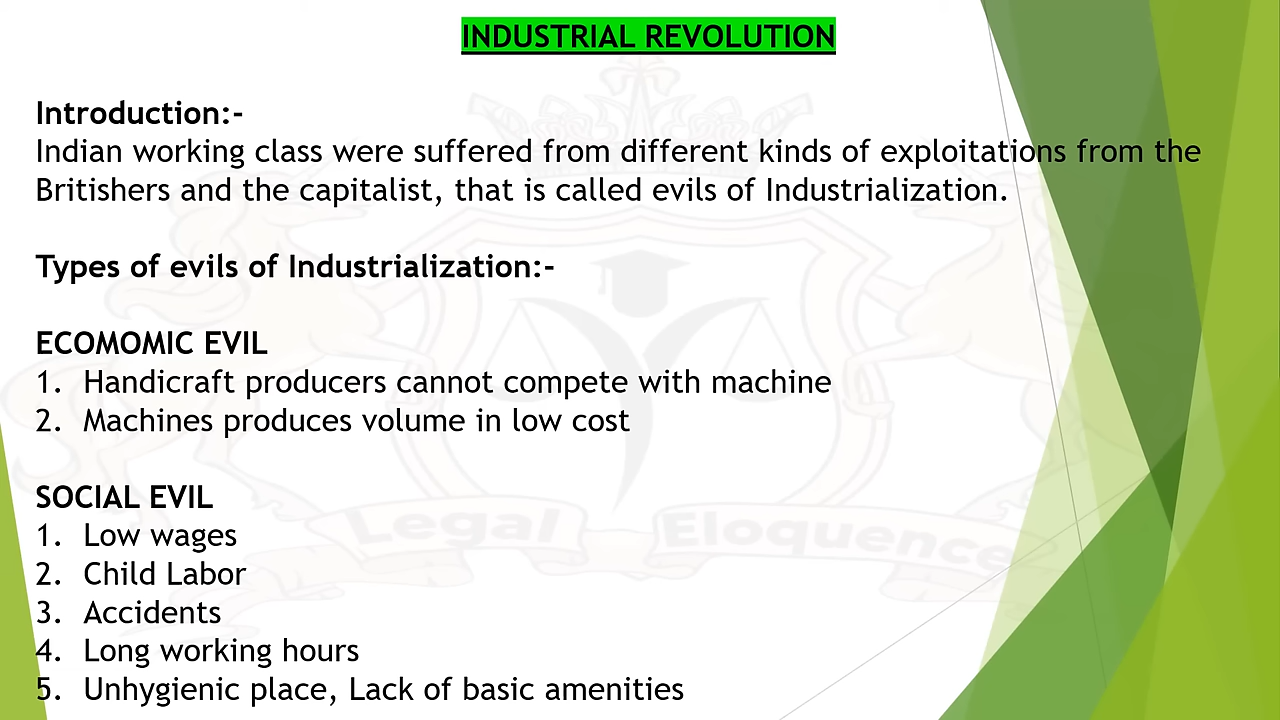 INDUSTRIAL REVOLUTION
Introduction:-
Indian working class were suffered from different kinds of exploitations from the
Britishers and the capitalist, that is called evils of Industrialization.
Types of evils of Industrialization:-
ECOMOMIC EVIL
1. Handicraft producers cannot compete with machine
2. Machines produces volume in low cost
SOCIAL EVIL
1. Low wages
Legal Eloquence
2. Child Labor
3. Accidents
4. Long working hours
5. Unhygienic place, Lack of basic amenities